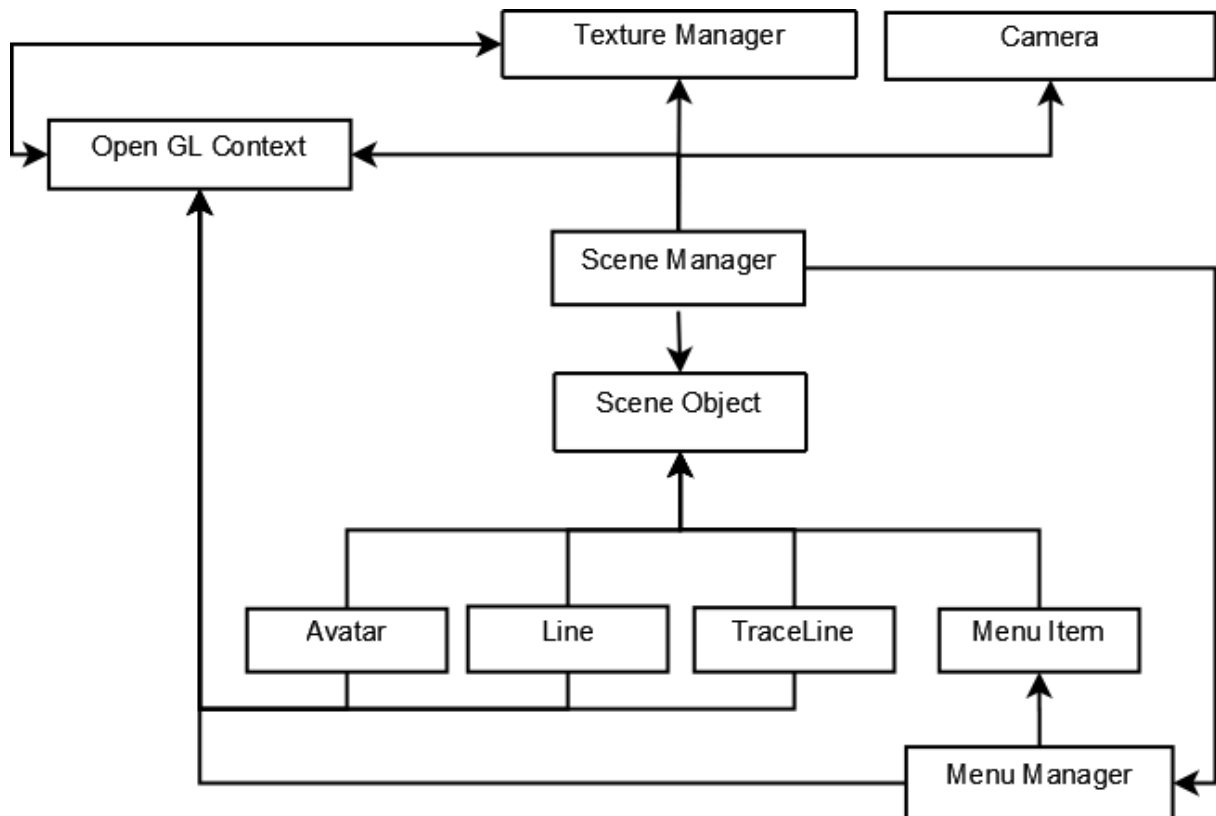 Texture Manager
Camera
Open GL Context
Scene Manager
Scene Object
Avatar
Line
TraceLine
Menu Item
Menu Manager